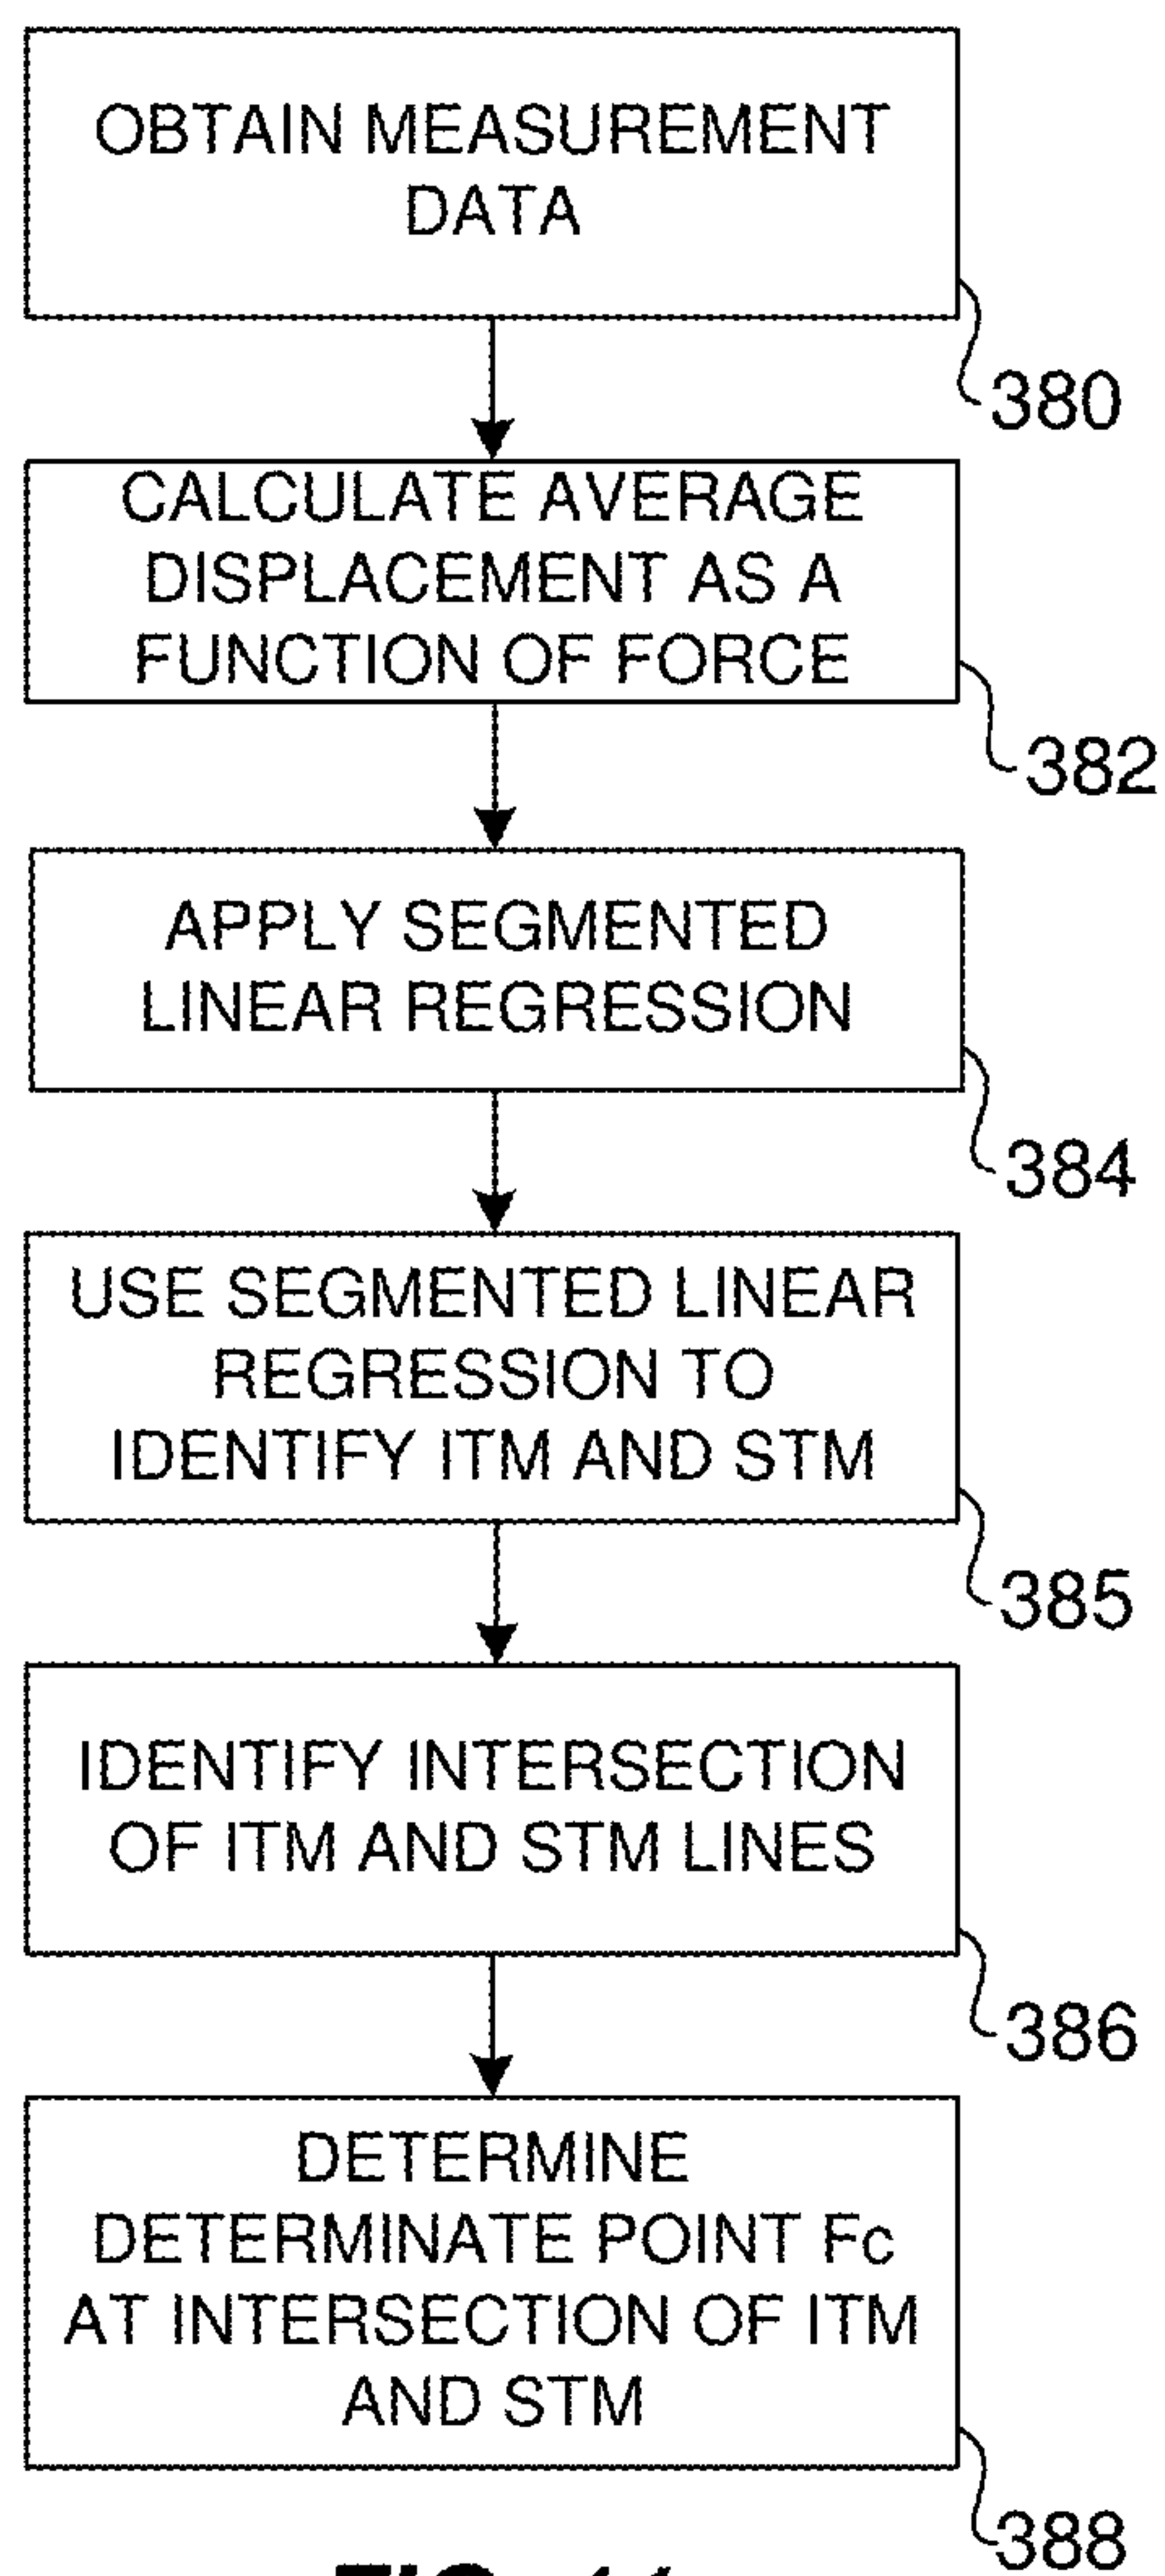 OBTAIN MEASUREMENT
DATA
380
CALCULATE AVERAGE
DISPLACEMENT AS A
FUNCTION OF FORCE
382
APPLY SEGMENTED
LINEAR REGRESSION
384
USE SEGMENTED LINEAR
REGRESSION TO
IDENTIFY ITM AND STM
385
IDENTIFY INTERSECTION
OF ITM AND STM LINES
386
DETERMINE
DETERMINATE POINT Fc
AT INTERSECTION OF ITM
AND STM
388